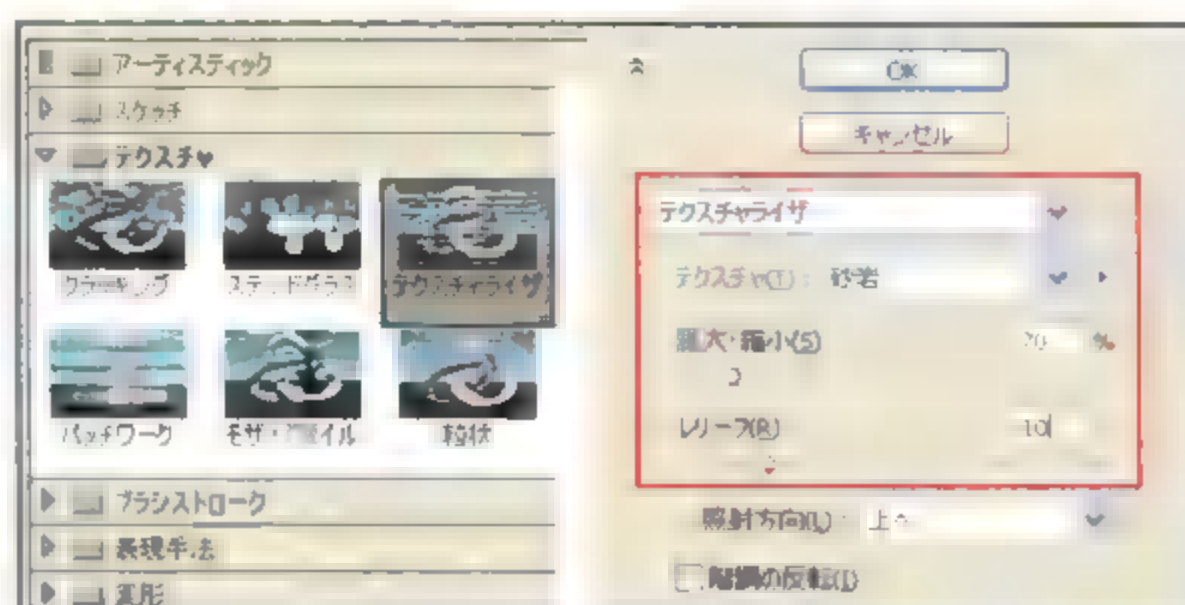 アーティスティック
スケッチ
テクスチャ
クラッキング
ステンドグラス
テクスチャライザ
パッチワーク
モザイクタイル
粒状
ブラシストローク
表現手法
変形
OK
キャンセル
テクスチャライザ
テクスチャ(T): 砂岩
拡大・縮小(S) 70 %
レリーフ(R) 10
照射方向(L): 上へ
階調の反転(I)